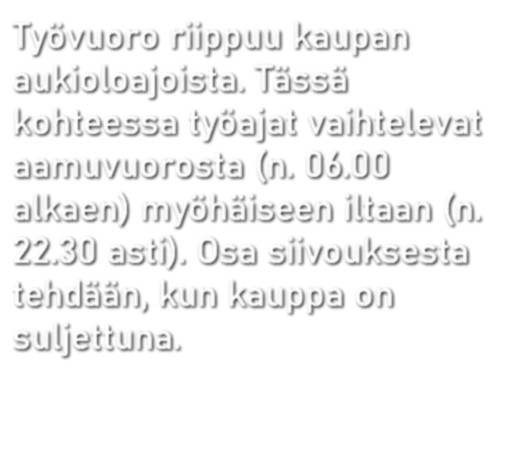 Työvuoro riippuu kaupan
aukioloajoista. Tässä
kohteessa työajat vaihtelevat
aamuvuorosta (n. 06.00
alkaen) myöhäiseen iltaan (n.
22.30 asti). Osa siivouksesta
tehdään, kun kauppa on
suljettuna.